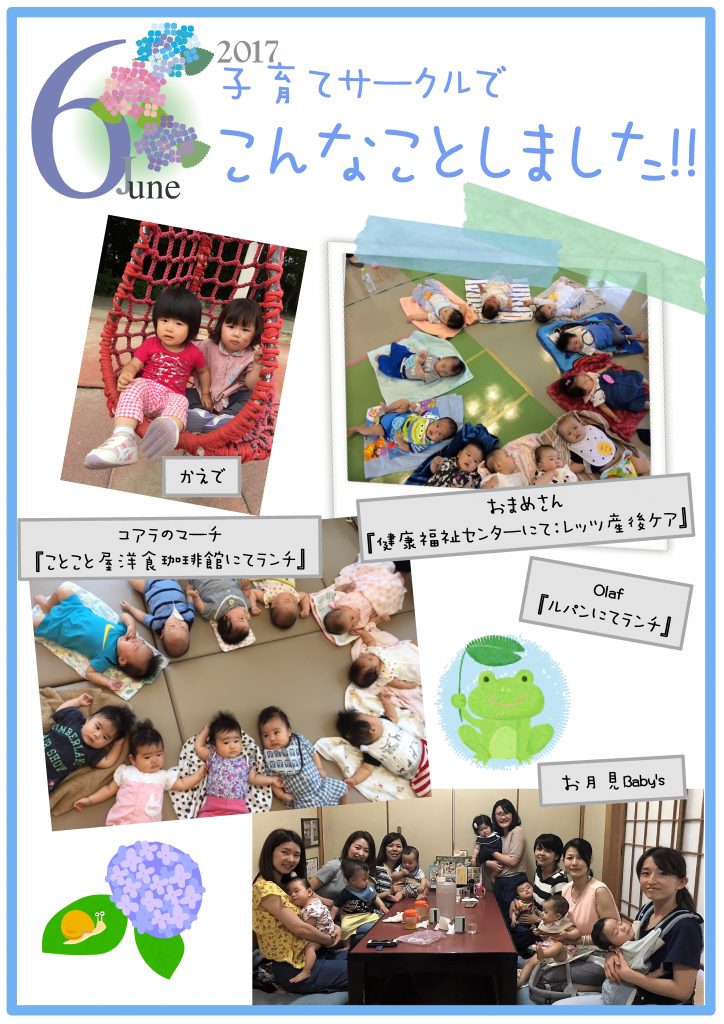 2017
6
June
子育てサークルで
こんなことしました!!
かえで
おまめさん
『健康福祉センターにて:レッツ産後ケア』
コアラのマーチ
『ことこと屋洋食珈琲館にてランチ』
Olaf
『ルパンにてランチ』
お月見Baby's